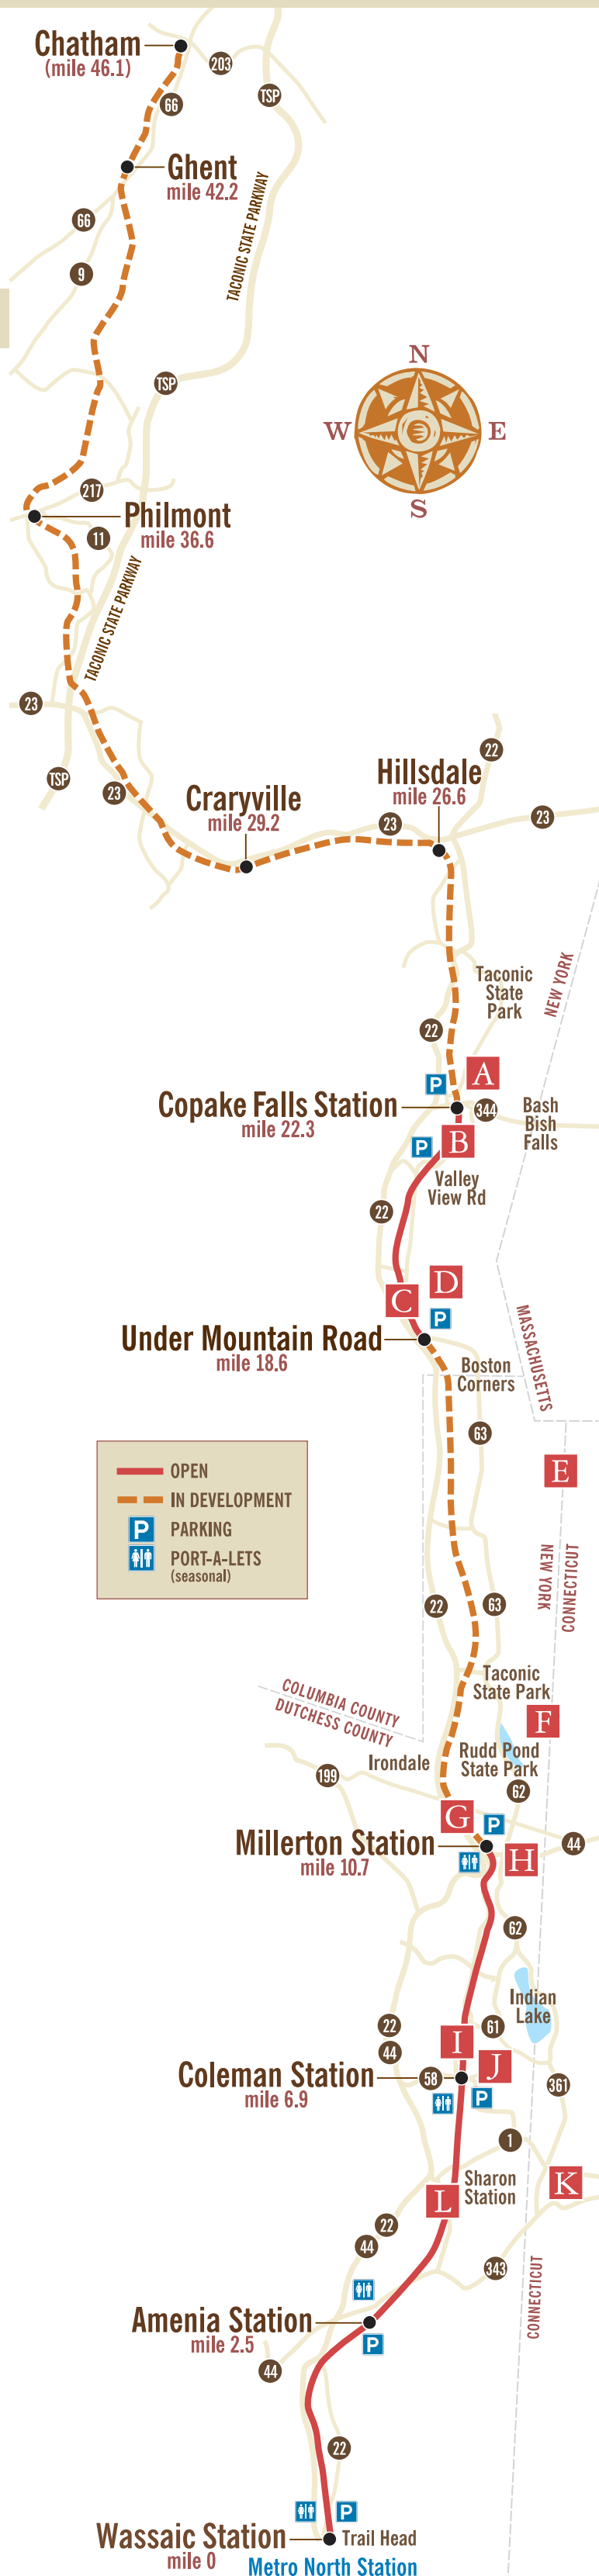 Chatham
(mile 46.1)
203
66
TSP
Ghent
mile 42.2
TACONIC STATE PARKWAY
66
9
N
W
E
S
TSP
217
Philmont
mile 36.6
11
TACONIC STATE PARKWAY
23
TSP
23
22
Hillsdale
mile 26.6
Craryville
mile 29.2
23
23
Taconic
State
Park
NEW YORK
22
A
P
Copake Falls Station
mile 22.3
344
Bash
Bish
Falls
B
P
Valley
View Rd
22
D
C
P
Under Mountain Road
mile 18.6
MASSACHUSETTS
Boston
Corners
63
OPEN
IN DEVELOPMENT
P
PARKING
PORT-A-LETS
(seasonal)
E
NEW YORK
CONNECTICUT
22
63
Taconic
State Park
COLUMBIA COUNTY
DUTCHESS COUNTY
F
Irondale
Rudd Pond
State Park
199
62
G
P
Millerton Station
mile 10.7
44
H
62
Indian
Lake
22
61
I
44
J
Coleman Station
mile 6.9
58
P
361
1
Sharon
Station
K
L
22
44
343
CONNECTICUT
Amenia Station
mile 2.5
P
44
22
P
Wassaic Station
mile 0
Trail Head
Metro North Station